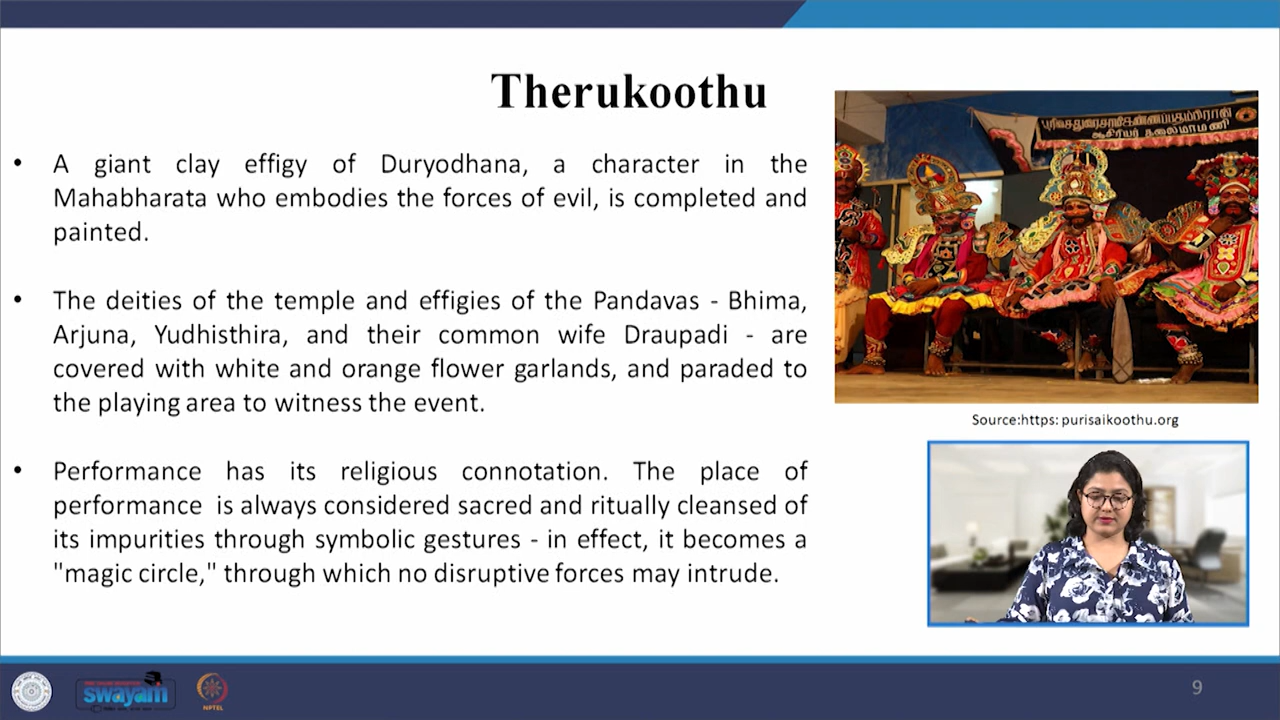 Therukoothu
• A giant clay effigy of Duryodhana, a character in the
Mahabharata who embodies the forces of evil, is completed and
painted.
• The deities of the temple and effigies of the Pandavas - Bhima,
Arjuna, Yudhisthira, and their common wife Draupadi - are
covered with white and orange flower garlands, and paraded to
the playing area to witness the event.
• Performance has its religious connotation. The place of
performance is always considered sacred and ritually cleansed of
its impurities through symbolic gestures - in effect, it becomes a
"magic circle," through which no disruptive forces may intrude.
ஆசிரியர் கலைமாமணி
Source:https: purisaikoothu.org
swayam
NPTEL
9